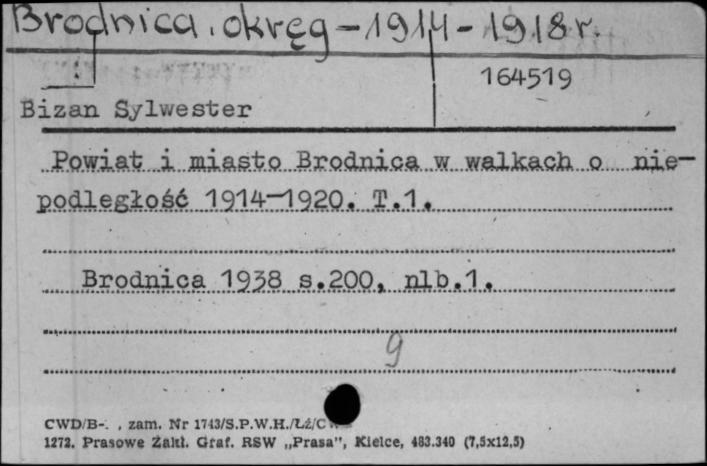 Brodnica, okręg - 1914 - 1918 r.
164519
Bizan Sylwester
Powiat i miasto Brodnica w walkach o nie-
podległość 1914-1920. T.1.
Brodnica 1938 s.200, nlb.1.
9
CWD/B-. , zam. Nr 1743/S.P.W.H./Łź/
1272. Prasowe Zakł. Graf. RSW „Prasa", Kielce, 483.340 (7,5x12,5)